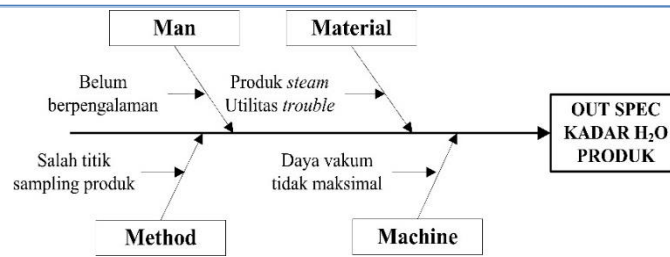 Man
Material
Belum
berpengalaman
Produk steam
Utilitas trouble
OUT SPEC
KADAR H₂O
PRODUK
Salah titik
sampling produk
Daya vakum
tidak maksimal
Method
Machine